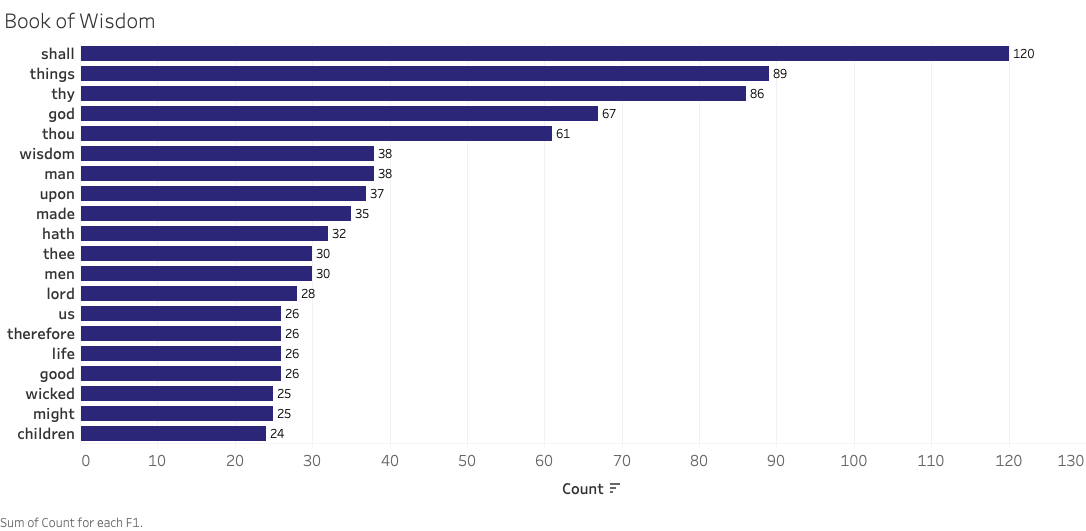 Book of Wisdom
shall 120
things 89
thy 86
god 67
thou 61
wisdom 38
man 38
upon 37
made 35
hath 32
thee 30
men 30
lord 28
us 26
therefore 26
life 26
good 26
wicked 25
might 25
children 24
0 10 20 30 40 50 60 70 80 90 100 110 120 130
Count
Sum of Count for each F1.